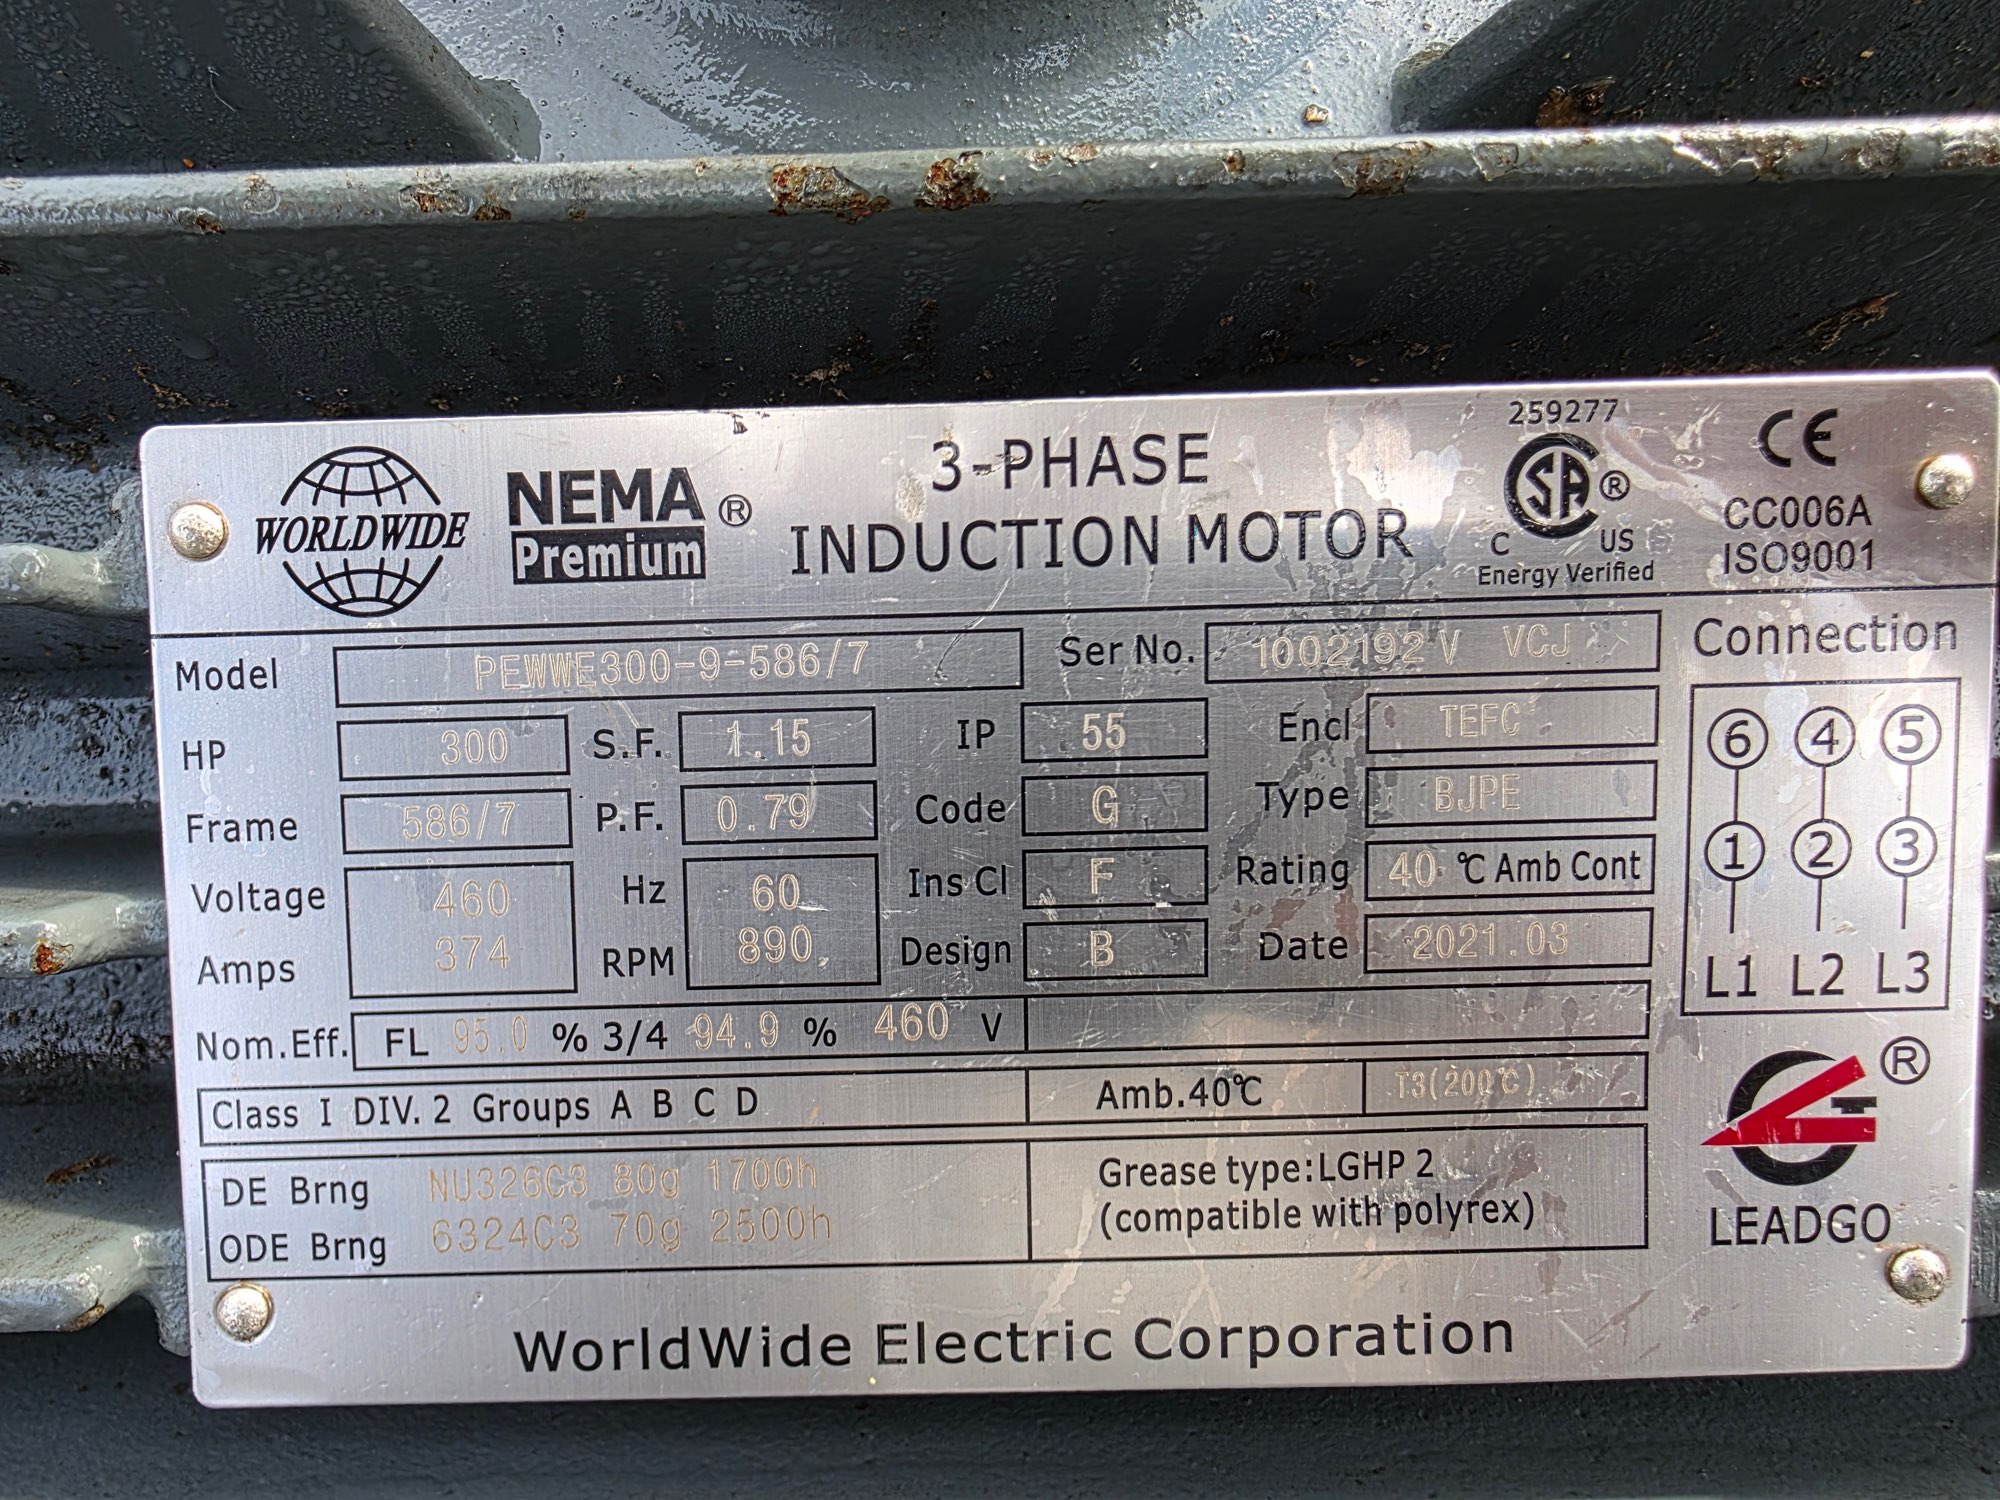 WORLDWIDE
NEMA ®
Premium
3-PHASE
INDUCTION MOTOR
259277
CSA ®
C US
Energy Verified
CE
CC006A
ISO9001
Model PEWWE300-9-586/7 Ser No. 1002192 V VCJ
HP 300 S.F. 1.15 IP 55 Encl TEFC
Frame 586/7 P.F. 0.79 Code G Type BJPE
Voltage 460 Hz 60 Ins Cl F Rating 40 ℃ Amb Cont
Amps 374 RPM 890 Design B Date 2021.03
Nom.Eff. FL 95.0 % 3/4 94.9 % 460 V
Class I DIV. 2 Groups A B C D Amb.40℃ T3(200℃)
DE Brng NU326C3 80g 1700h
ODE Brng 6324C3 70g 2500h
Grease type:LGHP 2
(compatible with polyrex)
Connection
6 4 5
1 2 3
L1 L2 L3
®
LEADGO
WorldWide Electric Corporation